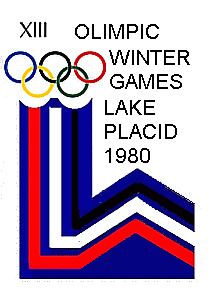 XIII OLIMPIC
WINTER
GAMES
LAKE
PLACID
1980